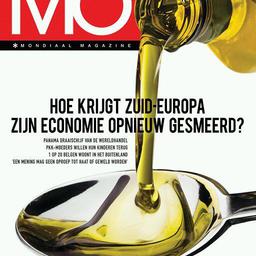 MO
*MONDIAAL MAGAZINE
HOE KRIJGT ZUID-EUROPA
ZIJN ECONOMIE OPNIEUW GESMEERD?
PANAMA DRAAISCHIJF VAN DE WERELDHANDEL
PKK-MOEDERS WILLEN HUN KINDEREN TERUG
1 OP 20 BELGEN WOONT IN HET BUITENLAND
'EEN MENING MAG GEEN OPROEP TOT HAAT OF GEWELD WORDEN'